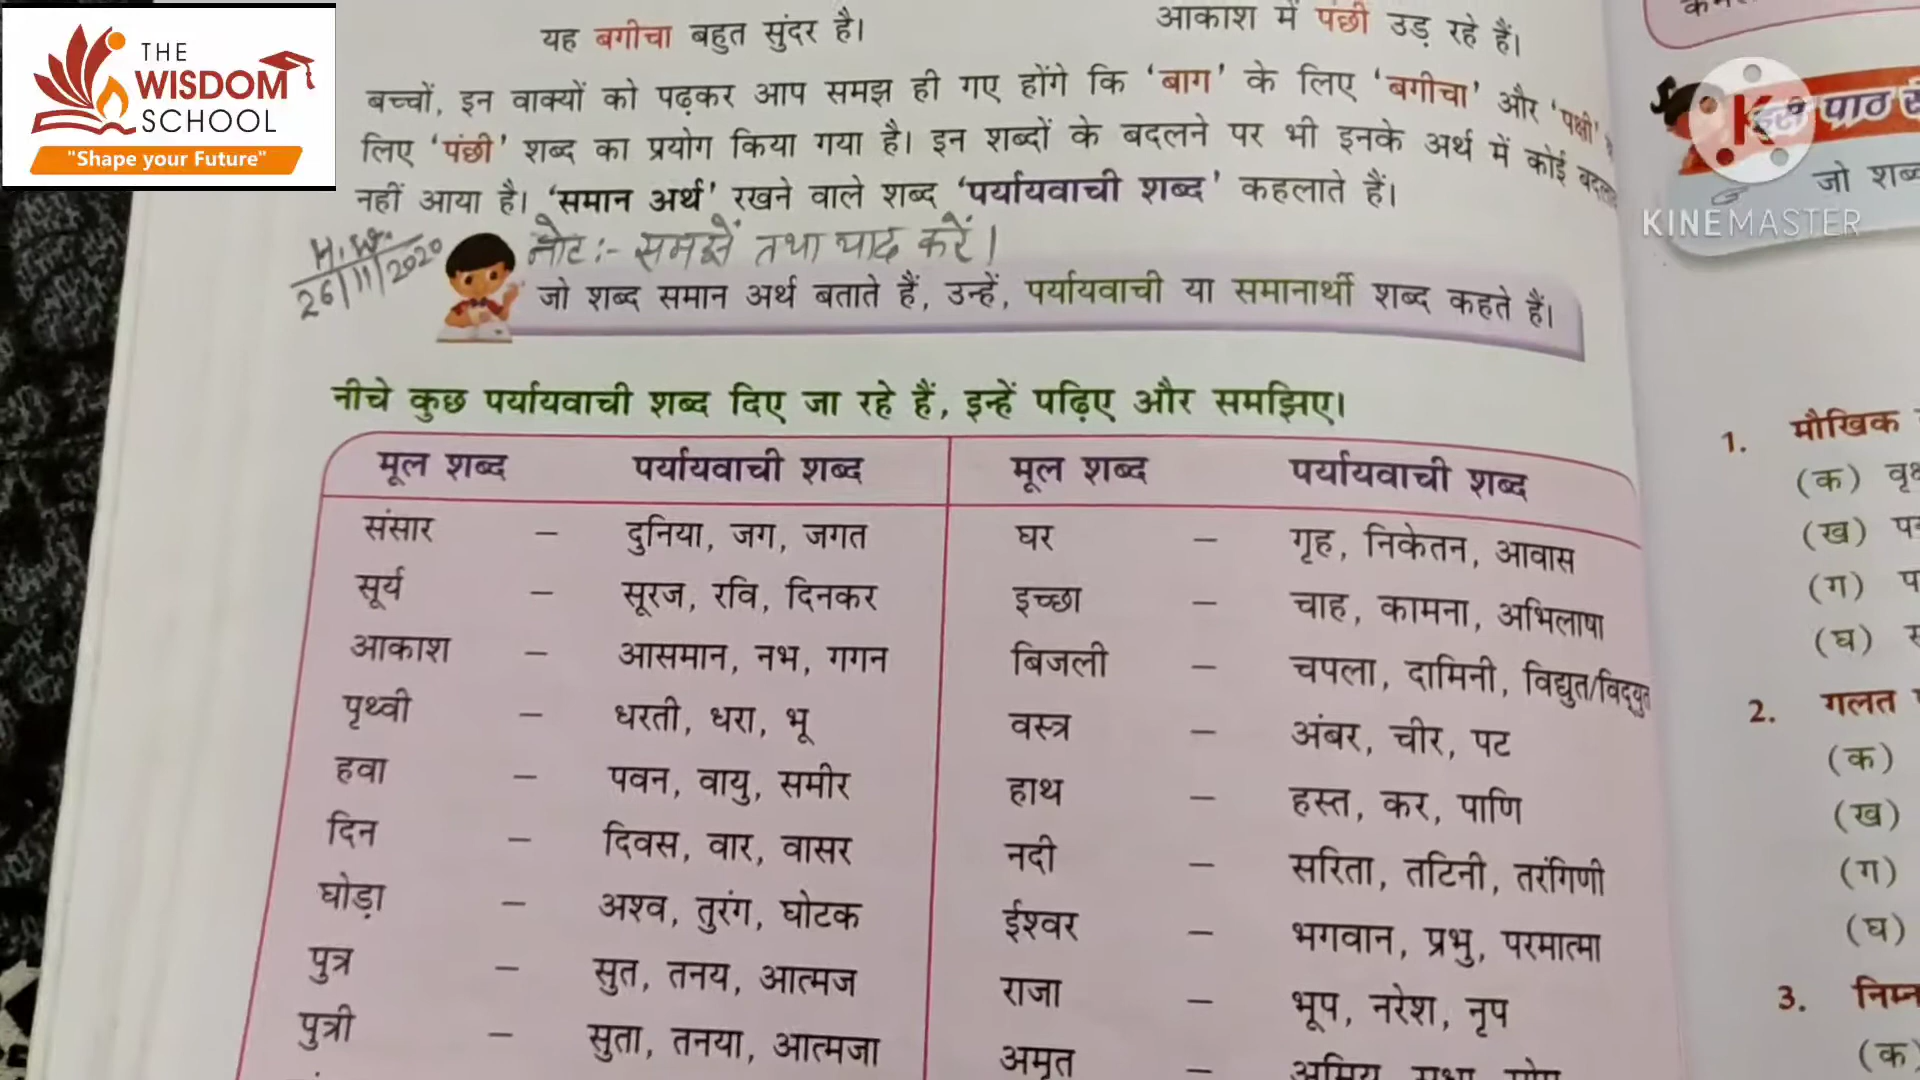 THE
WISDOM
SCHOOL
"Shape your Future"
यह बगीचा बहुत सुंदर है।
आकाश में पंछी उड़ रहे हैं।
बच्चों, इन वाक्यों को पढ़कर आप समझ ही गए होंगे कि 'बाग' के लिए 'बगीचा' और 'पक्षी'
लिए 'पंछी' शब्द का प्रयोग किया गया है। इन शब्दों के बदलने पर भी इनके अर्थ में कोई
नहीं आया है। 'समान अर्थ' रखने वाले शब्द 'पर्यायवाची शब्द' कहलाते हैं।
H.W.
26/11/2020
नोट :- समझें तथा याद करें।
जो शब्द समान अर्थ बताते हैं, उन्हें, पर्यायवाची या समानार्थी शब्द कहते हैं।
नीचे कुछ पर्यायवाची शब्द दिए जा रहे हैं, इन्हें पढ़िए और समझिए।
मूल शब्द पर्यायवाची शब्द मूल शब्द पर्यायवाची शब्द
संसार – दुनिया, जग, जगत घर – गृह, निकेतन, आवास
सूर्य – सूरज, रवि, दिनकर इच्छा – चाह, कामना, अभिलाषा
आकाश – आसमान, नभ, गगन बिजली – चपला, दामिनी, विद्युत/विद्‌युत
पृथ्वी – धरती, धरा, भू वस्त्र – अंबर, चीर, पट
हवा – पवन, वायु, समीर हाथ – हस्त, कर, पाणि
दिन – दिवस, वार, वासर नदी – सरिता, तटिनी, तरंगिणी
घोड़ा – अश्व, तुरंग, घोटक ईश्वर – भगवान, प्रभु, परमात्मा
पुत्र – सुत, तनय, आत्मज राजा – भूप, नरेश, नृप
पुत्री – सुता, तनया, आत्मजा अमृत –
K
KINEMASTER
इस पाठ
जो शब्द
1. मौखिक
(क)
(ख)
(ग)
(घ)
2. गलत
(क)
(ख)
(ग)
(घ)
3.
(क)